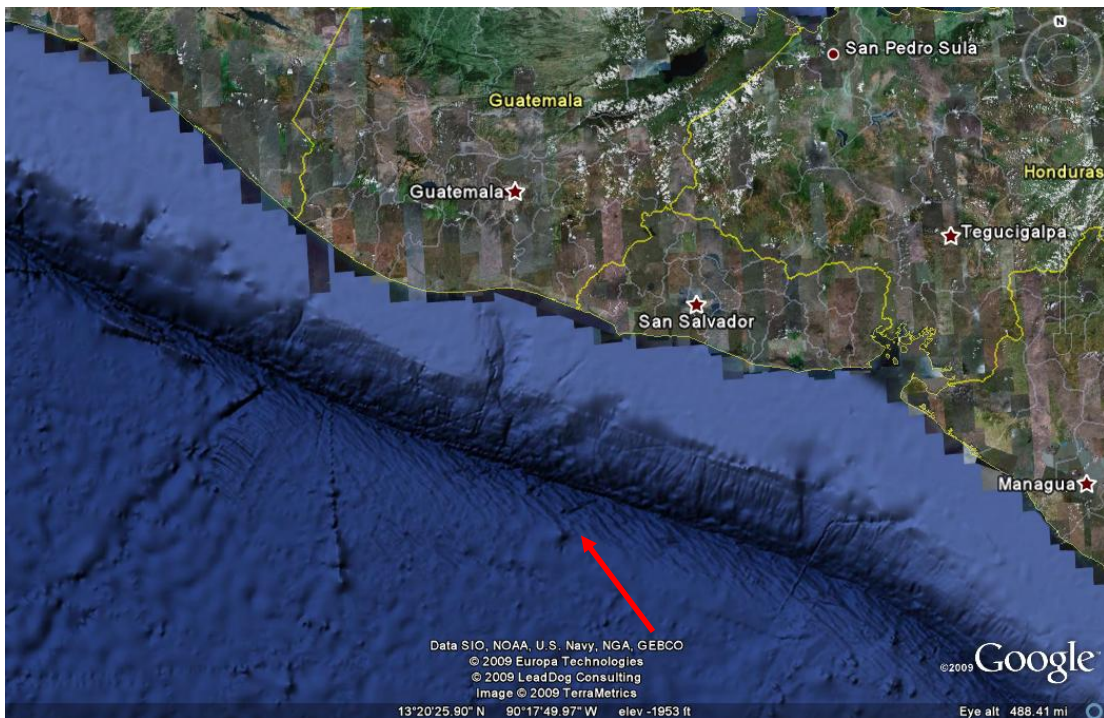 N
San Pedro Sula
Guatemala
Honduras
Guatemala
Tegucigalpa
San Salvador
Managua
Data SIO, NOAA, U.S. Navy, NGA, GEBCO
© 2009 Europa Technologies
© 2009 LeadDog Consulting
Image © 2009 TerraMetrics
©2009 Google™
13°20'25.90" N 90°17'49.97" W elev -1953 ft Eye alt 488.41 mi